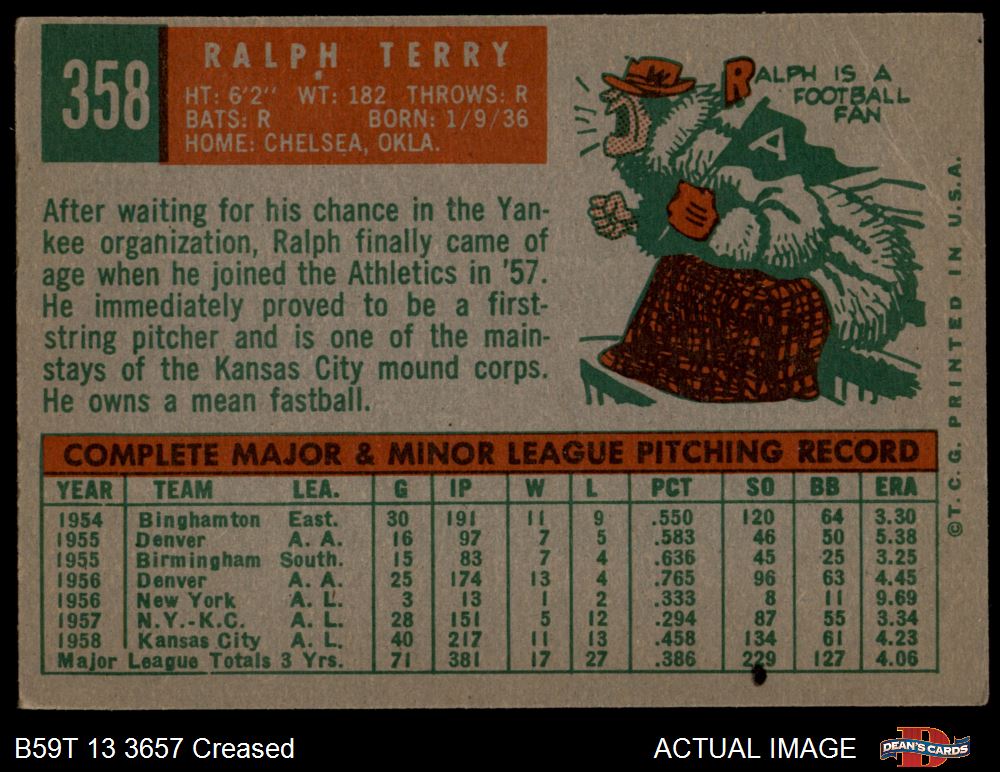 358
RALPH TERRY
HT: 6'2" WT: 182 THROWS: R
BATS: R BORN: 1/9/36
HOME: CHELSEA, OKLA.
W
A
RALPH IS A
FOOTBALL
FAN
After waiting for his chance in the Yan-
kee organization, Ralph finally came of
age when he joined the Athletics in '57.
He immediately proved to be a first-
string pitcher and is one of the main-
stays of the Kansas City mound corps.
He owns a mean fastball.
COMPLETE MAJOR & MINOR LEAGUE PITCHING RECORD
YEAR TEAM LEA. G IP W L PCT SO BB ERA
1954 Binghamton East. 30 191 11 9 .550 120 64 3.30
1955 Denver A. A. 16 97 7 5 .583 46 50 5.38
1955 Birmingham South. 15 83 7 4 .636 45 25 3.25
1956 Denver A. A. 25 174 13 4 .765 96 63 4.45
1956 New York A. L. 3 13 1 2 .333 8 11 9.69
1957 N.Y.-K.C. A. L. 28 151 5 12 .294 87 55 3.34
1958 Kansas City A. L. 40 217 11 13 .458 134 61 4.23
Major League Totals 3 Yrs. 71 381 17 27 .386 229 127 4.06
©T. C. G. PRINTED IN U.S.A.
B59T 13 3657 Creased
ACTUAL IMAGE
DEAN'S CARDS